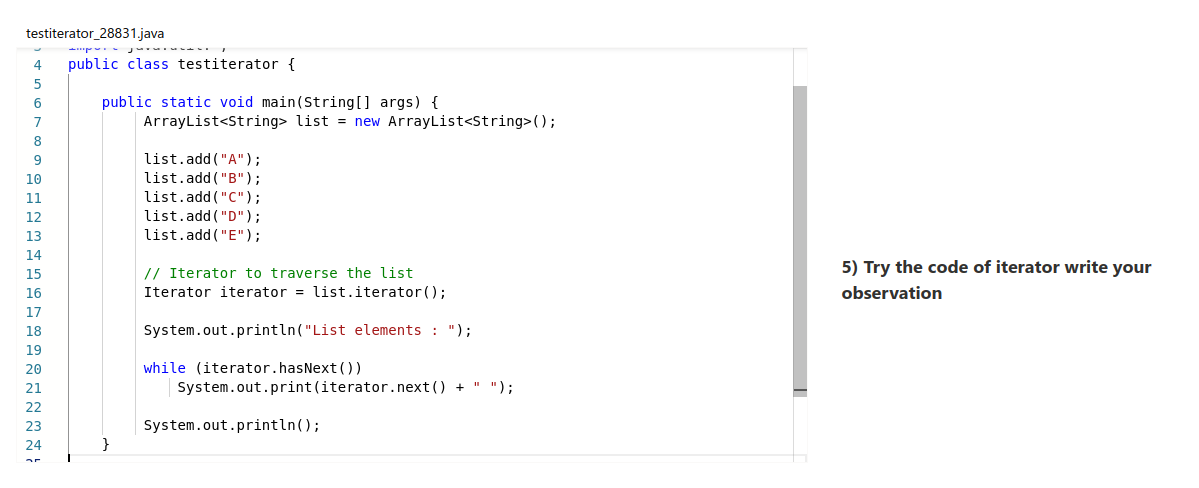 testiterator_28831.java
4 public class testiterator {
5
6 public static void main(String[] args) {
7 ArrayList<String> list = new ArrayList<String>();
8
9 list.add("A");
10 list.add("B");
11 list.add("C");
12 list.add("D");
13 list.add("E");
14
15 // Iterator to traverse the list
16 Iterator iterator = list.iterator();
17
18 System.out.println("List elements : ");
19
20 while (iterator.hasNext())
21 System.out.print(iterator.next() + " ");
22
23 System.out.println();
24 }
5) Try the code of iterator write your
observation